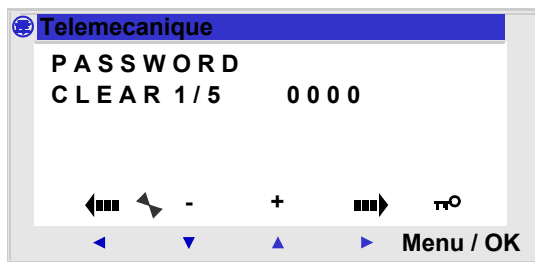 Telemecanique
PASSWORD
CLEAR 1/5 0000
- +
Menu / OK